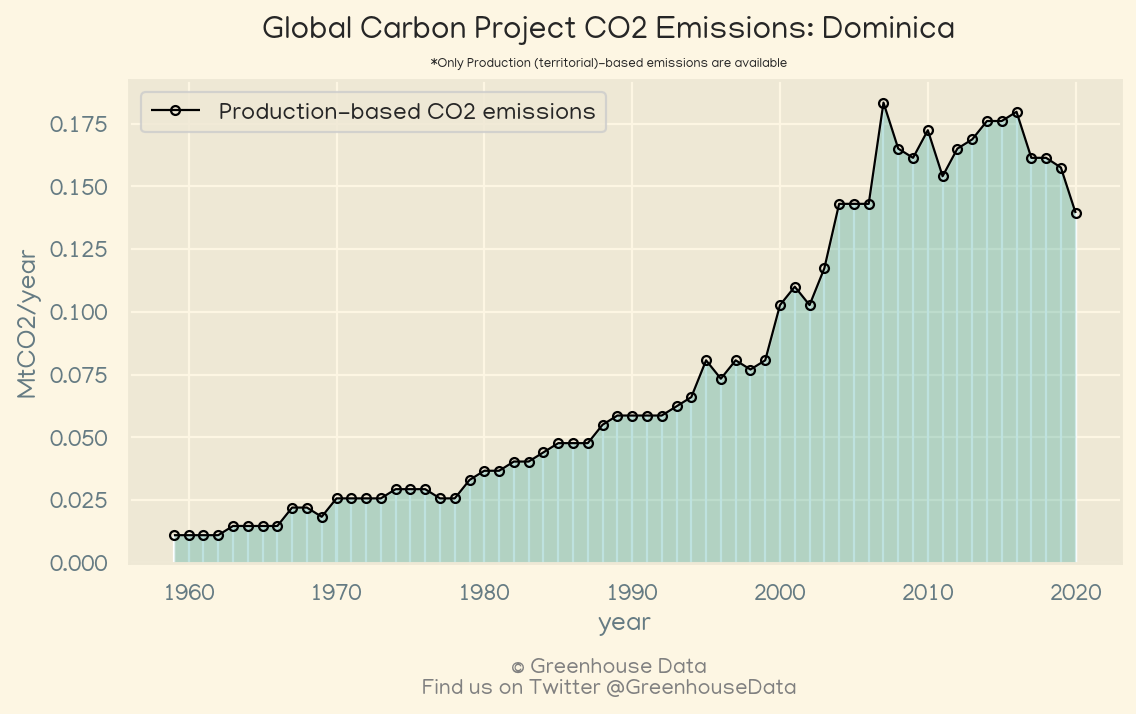 Global Carbon Project CO2 Emissions: Dominica
*Only Production (territorial)-based emissions are available
Production-based CO2 emissions
MtCO2/year
0.175
0.150
0.125
0.100
0.075
0.050
0.025
0.000
1960 1970 1980 1990 2000 2010 2020
year
© Greenhouse Data
Find us on Twitter @GreenhouseData